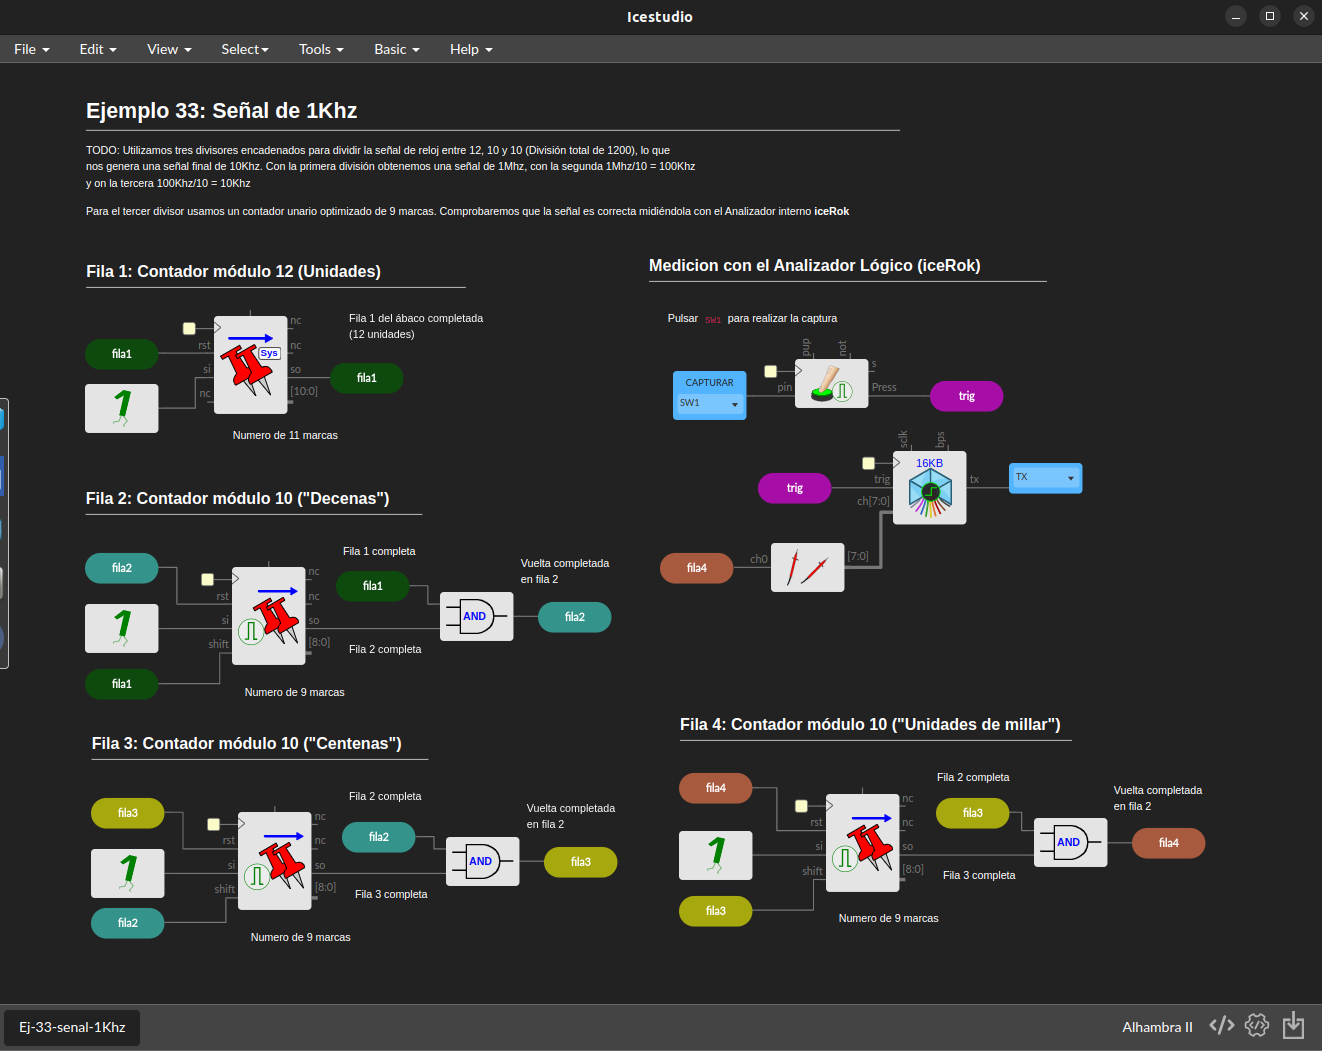 Icestudio
File
Edit
View
Select
Tools
Basic
Help
Ejemplo 33: Señal de 1Khz
TODO: Utilizamos tres divisores encadenados para dividir la señal de reloj entre 12, 10 y 10 (División total de 1200), lo que
nos genera una señal final de 10Khz. Con la primera división obtenemos una señal de 1Mhz, con la segunda 1Mhz/10 = 100Khz
y on la tercera 100Khz/10 = 10Khz
Para el tercer divisor usamos un contador unario optimizado de 9 marcas. Comprobaremos que la señal es correcta midiéndola con el Analizador interno iceRok
Fila 1: Contador módulo 12 (Unidades)
nc
rst
Sys
nc
si
so
nc
[10:0]
fila1
1
Fila 1 del ábaco completada
(12 unidades)
fila1
Numero de 11 marcas
Medicion con el Analizador Lógico (iceRok)
Pulsar SW1 para realizar la captura
CAPTURAR
SW1
pup
not
pin
s
Press
trig
trig
sclk
bps
16KB
trig
ch[7:0]
tx
TX
fila4
ch0
[7:0]
Fila 2: Contador módulo 10 ("Decenas")
fila2
1
fila1
nc
rst
nc
si
so
shift
[8:0]
Fila 1 completa
fila1
Fila 2 completa
AND
Vuelta completada
en fila 2
fila2
Numero de 9 marcas
Fila 3: Contador módulo 10 ("Centenas")
fila3
1
fila2
nc
rst
nc
si
so
shift
[8:0]
Fila 2 completa
fila2
Fila 3 completa
AND
Vuelta completada
en fila 2
fila3
Numero de 9 marcas
Fila 4: Contador módulo 10 ("Unidades de millar")
fila4
1
fila3
nc
rst
nc
si
so
shift
[8:0]
Fila 2 completa
fila3
Fila 3 completa
AND
Vuelta completada
en fila 2
fila4
Numero de 9 marcas
Ej-33-senal-1Khz
Alhambra II